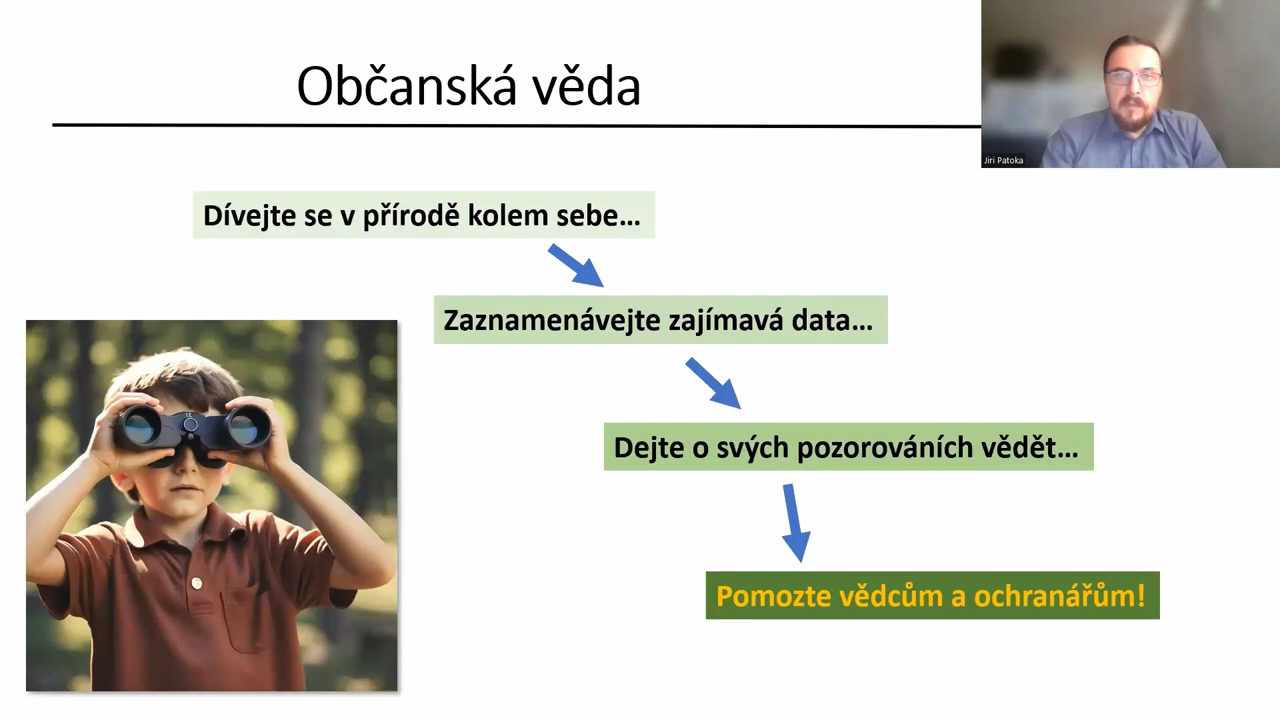 Občanská věda
Jiri Patoka
Dívejte se v přírodě kolem sebe...
Zaznamenávejte zajímavá data...
Dejte o svých pozorováních vědět...
Pomozte vědcům a ochranářům!